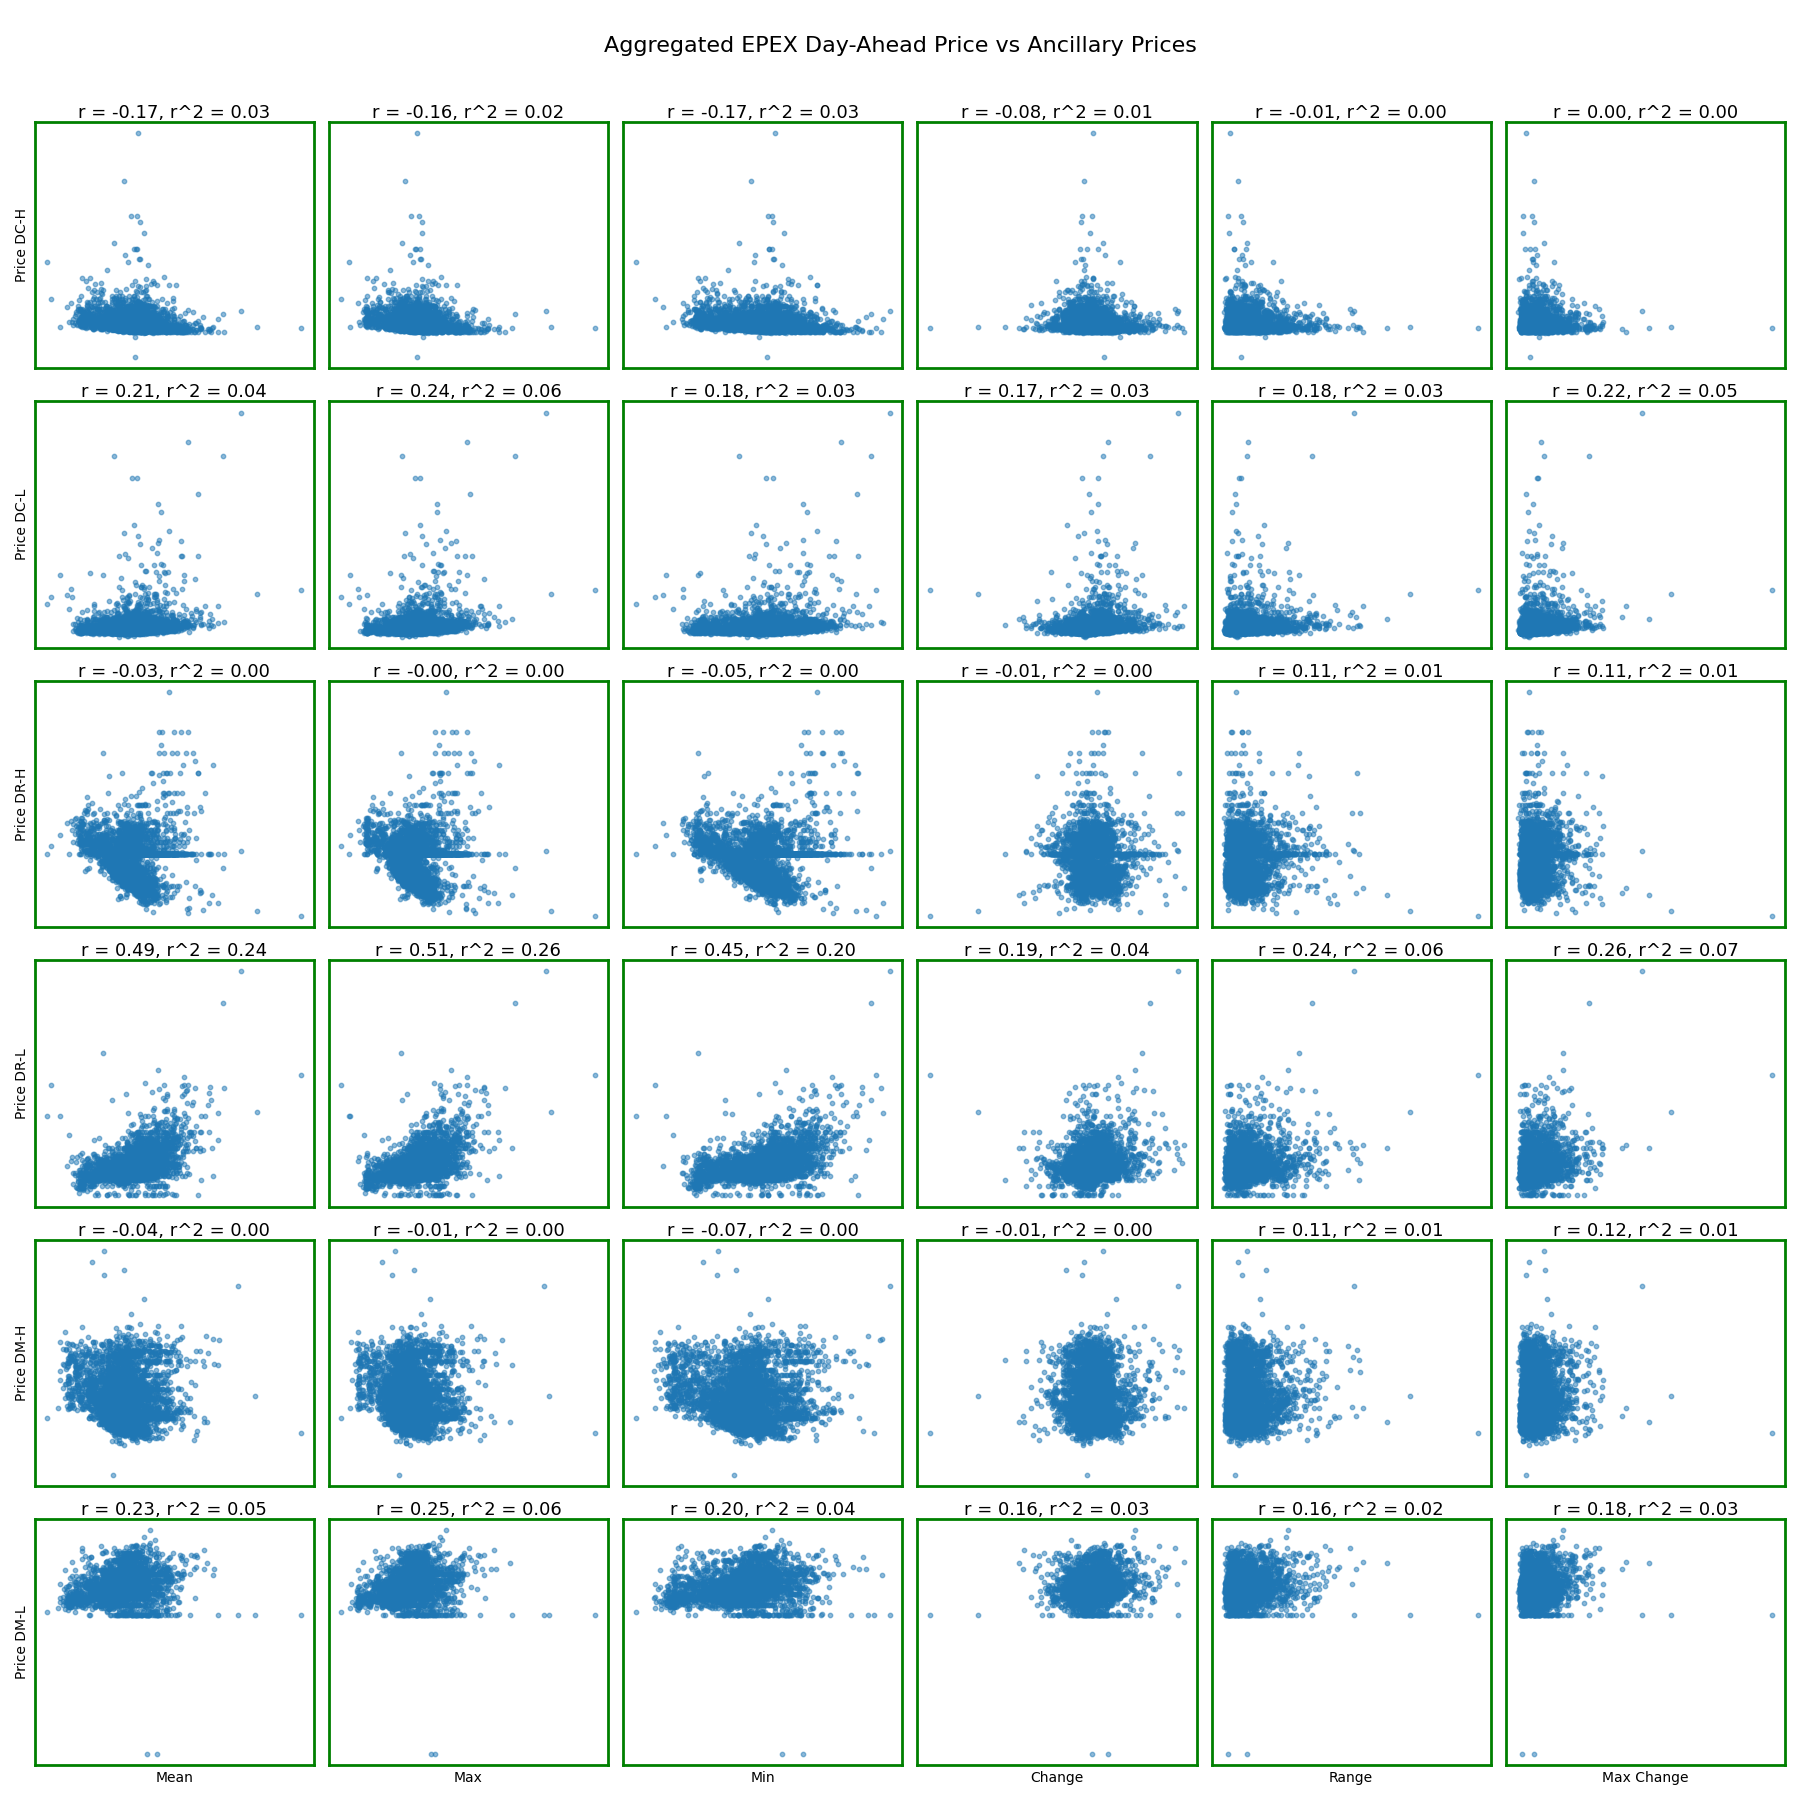 Aggregated EPEX Day-Ahead Price vs Ancillary Prices
r = -0.17, r^2 = 0.03
r = -0.16, r^2 = 0.02
r = -0.17, r^2 = 0.03
r = -0.08, r^2 = 0.01
r = -0.01, r^2 = 0.00
r = 0.00, r^2 = 0.00
Price DC-H
r = 0.21, r^2 = 0.04
r = 0.24, r^2 = 0.06
r = 0.18, r^2 = 0.03
r = 0.17, r^2 = 0.03
r = 0.18, r^2 = 0.03
r = 0.22, r^2 = 0.05
Price DC-L
r = -0.03, r^2 = 0.00
r = -0.00, r^2 = 0.00
r = -0.05, r^2 = 0.00
r = -0.01, r^2 = 0.00
r = 0.11, r^2 = 0.01
r = 0.11, r^2 = 0.01
Price DR-H
r = 0.49, r^2 = 0.24
r = 0.51, r^2 = 0.26
r = 0.45, r^2 = 0.20
r = 0.19, r^2 = 0.04
r = 0.24, r^2 = 0.06
r = 0.26, r^2 = 0.07
Price DR-L
r = -0.04, r^2 = 0.00
r = -0.01, r^2 = 0.00
r = -0.07, r^2 = 0.00
r = -0.01, r^2 = 0.00
r = 0.11, r^2 = 0.01
r = 0.12, r^2 = 0.01
Price DM-H
r = 0.23, r^2 = 0.05
r = 0.25, r^2 = 0.06
r = 0.20, r^2 = 0.04
r = 0.16, r^2 = 0.03
r = 0.16, r^2 = 0.02
r = 0.18, r^2 = 0.03
Price DM-L
Mean
Max
Min
Change
Range
Max Change